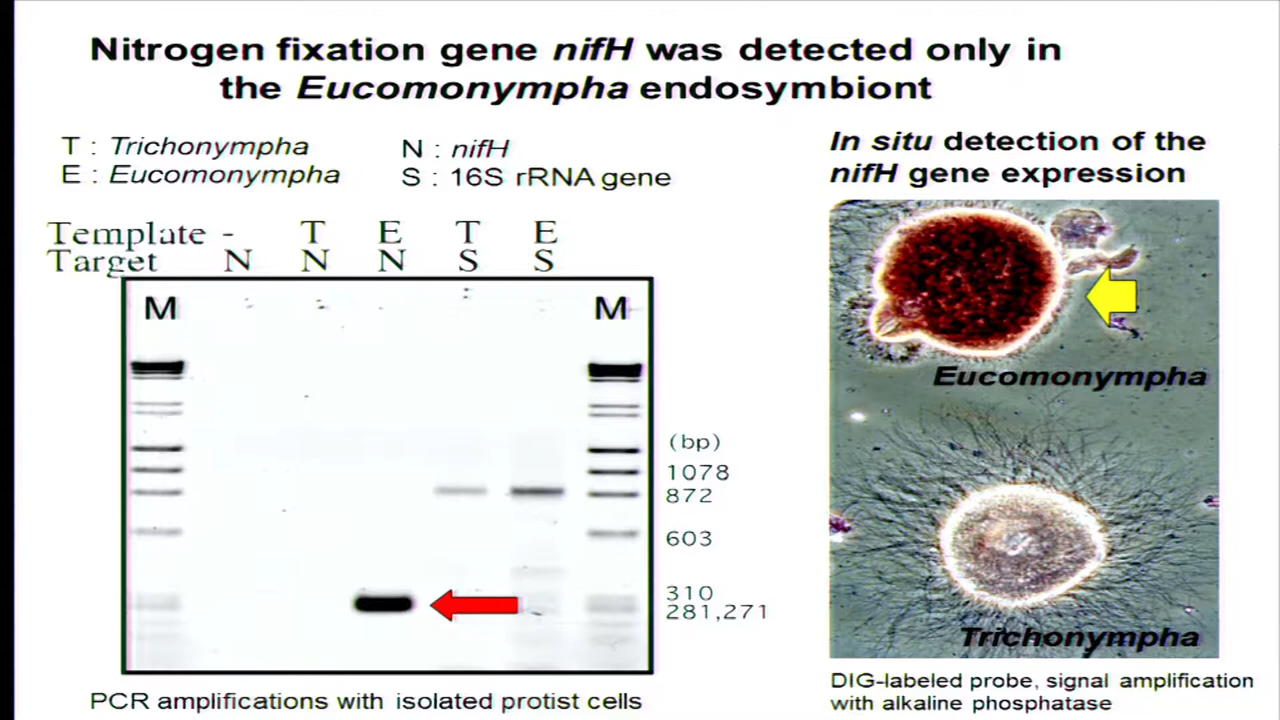 Nitrogen fixation gene nifH was detected only in
the Eucomonympha endosymbiont
T : Trichonympha
E : Eucomonympha
N : nifH
S : 16S rRNA gene
Template - T E T E
Target N N N S S
M
M
(bp)
1078
872
603
310
281,271
PCR amplifications with isolated protist cells
In situ detection of the
nifH gene expression
Eucomonympha
Trichonympha
DIG-labeled probe, signal amplification
with alkaline phosphatase